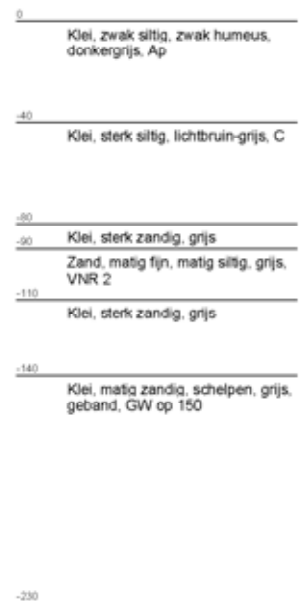 0
Klei, zwak siltig, zwak humeus,
donkergrijs, Ap
-40
Klei, sterk siltig, lichtbruin-grijs, C
-80
Klei, sterk zandig, grijs
-90
Zand, matig fijn, matig siltig, grijs,
VNR 2
-110
Klei, sterk zandig, grijs
-140
Klei, matig zandig, schelpen, grijs,
geband, GW op 150
-230